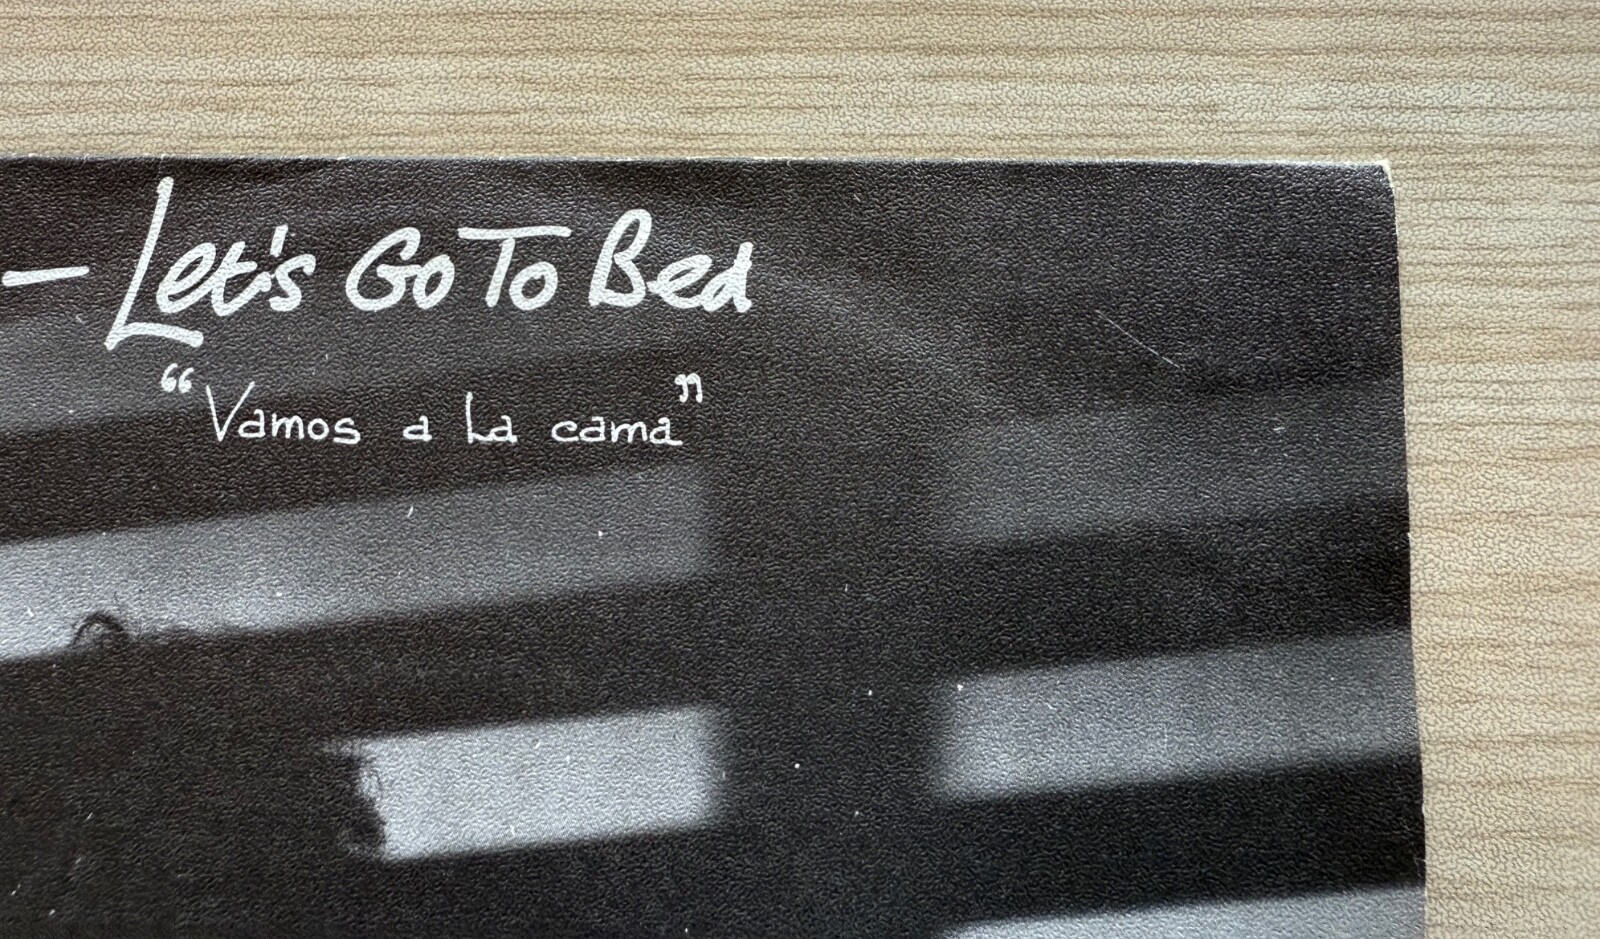 – Let's Go To Bed
“Vamos a La cama”